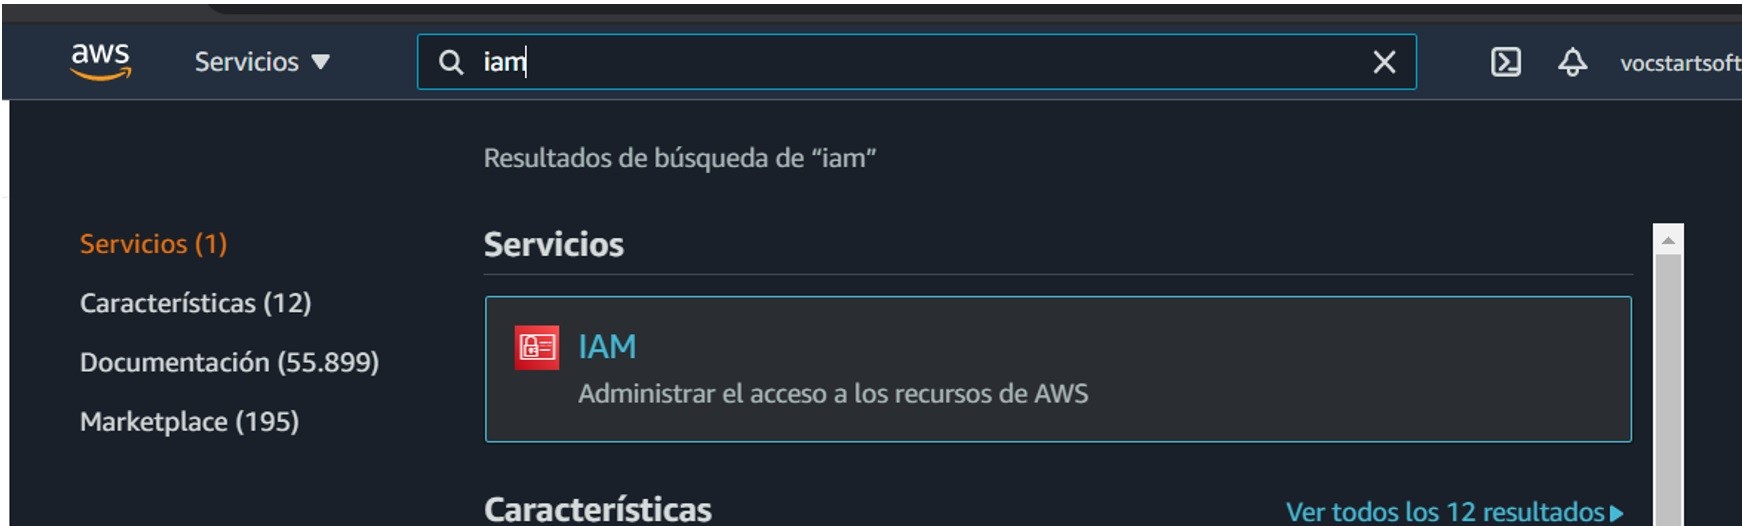 aws
Servicios ▼
iam
vocstartsoft
Resultados de búsqueda de “iam”
Servicios (1)
Características (12)
Documentación (55.899)
Marketplace (195)
Servicios
IAM
Administrar el acceso a los recursos de AWS
Características
Ver todos los 12 resultados ▶